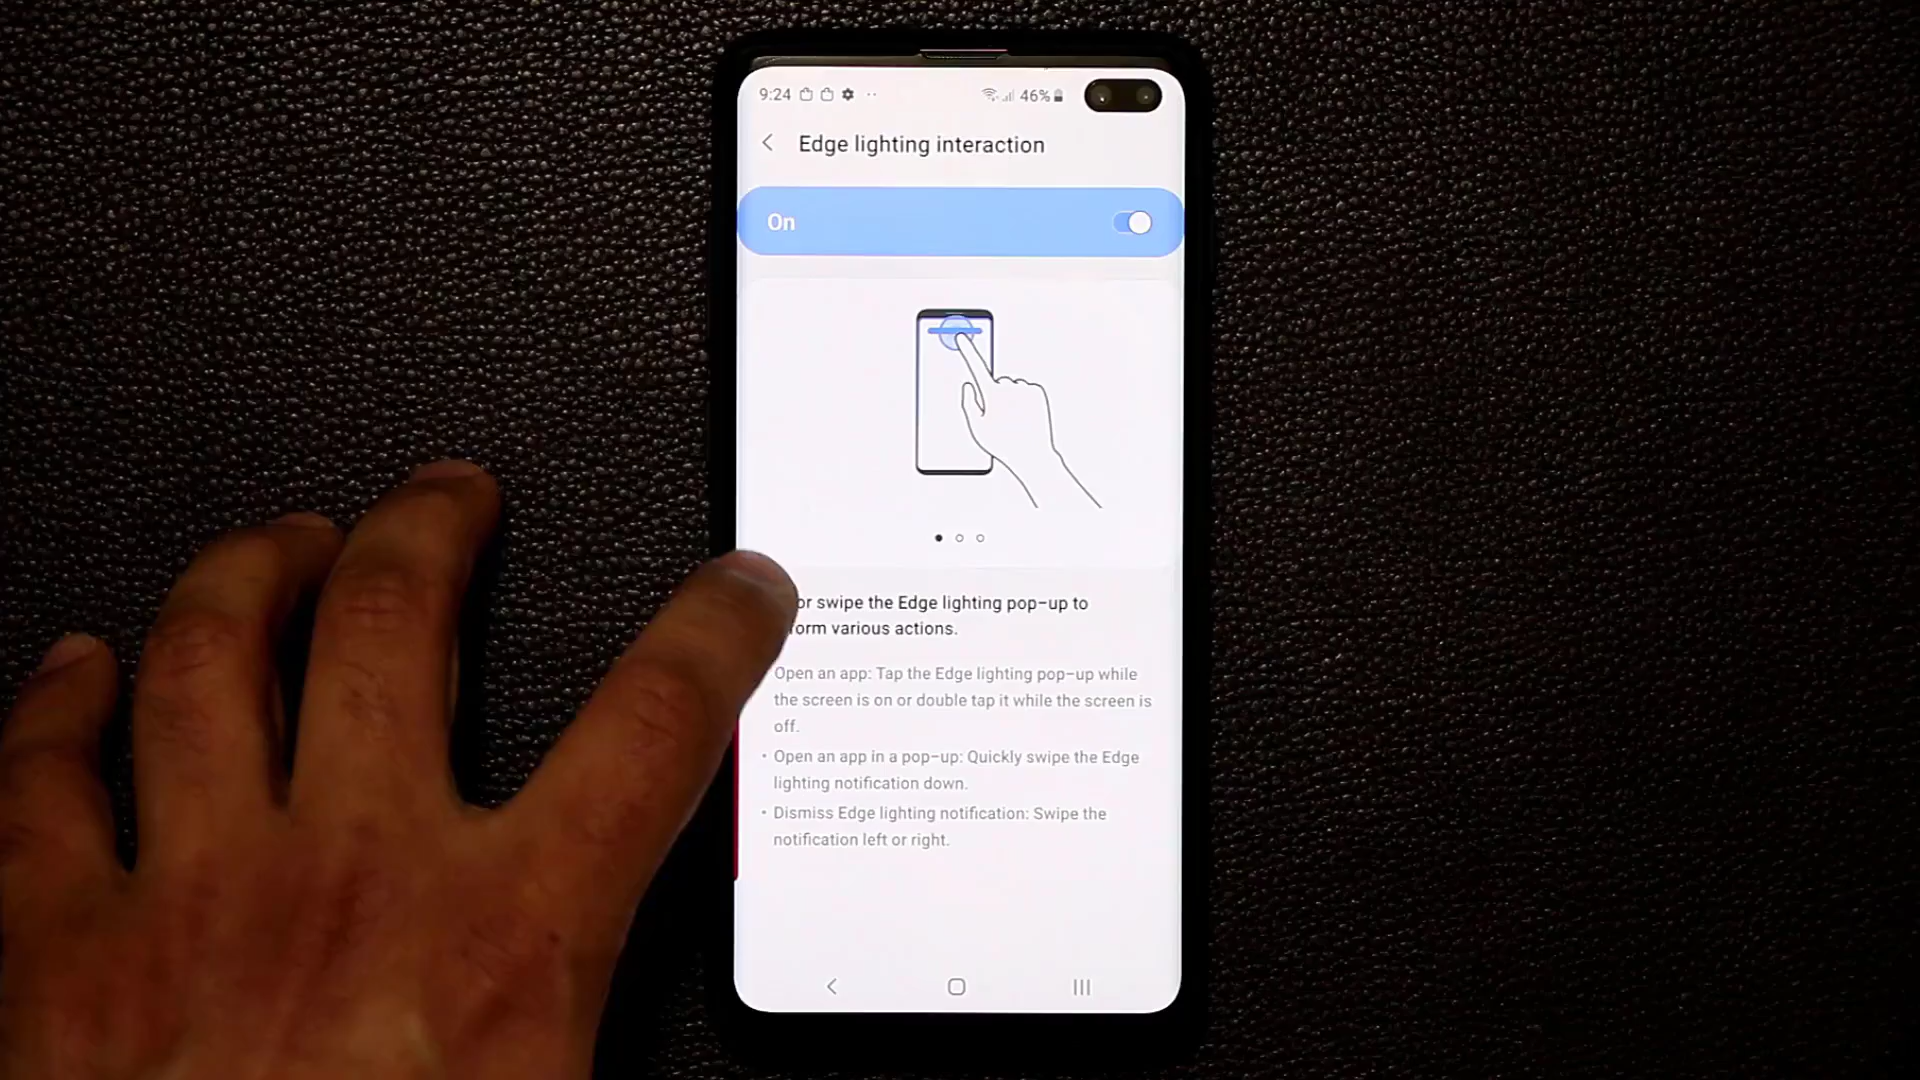 9:24 46%
Edge lighting interaction
On
or swipe the Edge lighting pop-up to
form various actions.
Open an app: Tap the Edge lighting pop-up while
the screen is on or double tap it while the screen is
off.
• Open an app in a pop-up: Quickly swipe the Edge
lighting notification down.
• Dismiss Edge lighting notification: Swipe the
notification left or right.